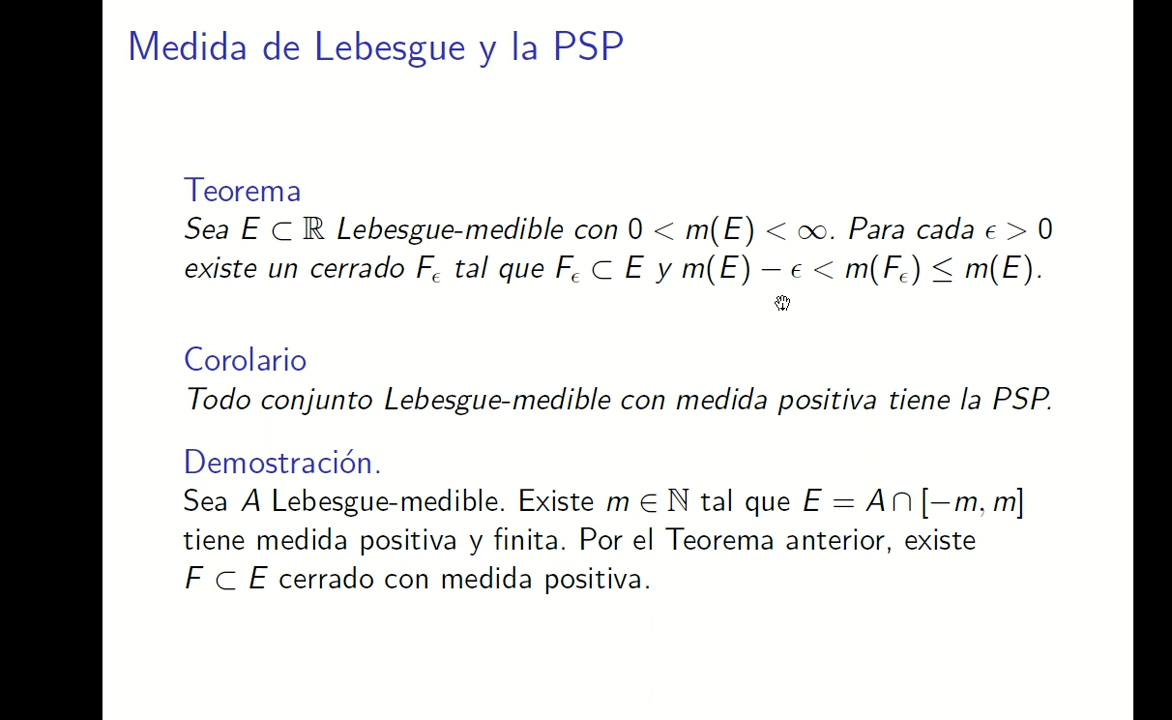 Medida de Lebesgue y la PSP
Teorema
Sea E ⊂ ℝ Lebesgue-medible con 0 < m(E) < ∞. Para cada ϵ > 0
existe un cerrado F_ϵ tal que F_ϵ ⊂ E y m(E) − ϵ < m(F_ϵ) ≤ m(E).
Corolario
Todo conjunto Lebesgue-medible con medida positiva tiene la PSP.
Demostración.
Sea A Lebesgue-medible. Existe m ∈ ℕ tal que E = A ∩ [−m, m]
tiene medida positiva y finita. Por el Teorema anterior, existe
F ⊂ E cerrado con medida positiva.